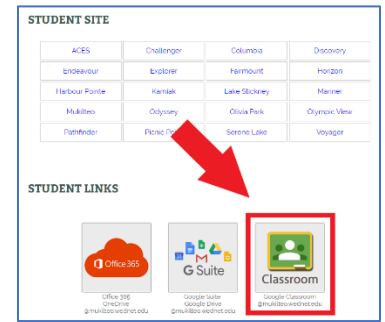 STUDENT SITE
ACES Challenger Columbia Discovery
Endeavour Explorer Fairmount Horizon
Harbour Pointe Kamiak Lake Stickney Mariner
Mukilteo Odyssey Olivia Park Olympic View
Pathfinder Picnic Serene Lake Voyager
STUDENT LINKS
Office 365
G Suite
Classroom
Office 365
OneDrive
@mukilteo.wednet.edu
Google Suite
Google Drive
@mukilteo.wednet.edu
Google Classroom
@mukilteo.wednet.edu